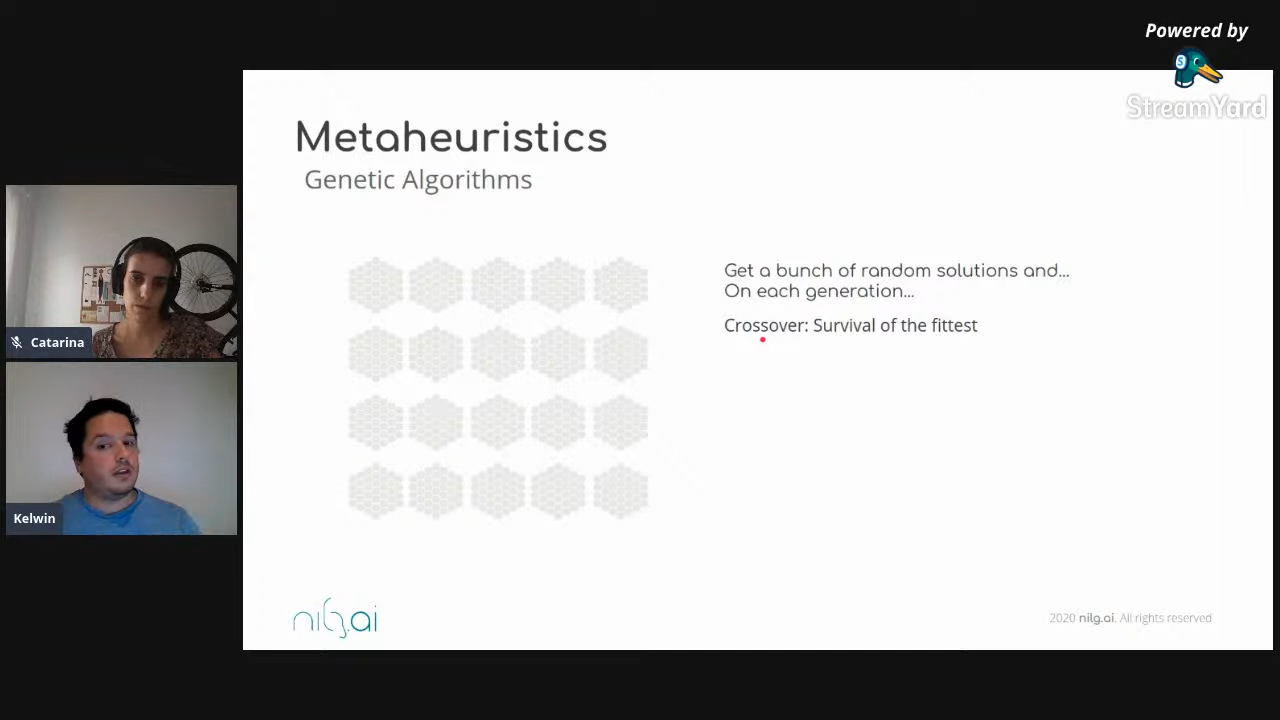 Powered by
StreamYard
Metaheuristics
Genetic Algorithms
Get a bunch of random solutions and...
On each generation...
Crossover: Survival of the fittest
Catarina
Kelwin
nilg.ai
2020 nilg.ai. All rights reserved